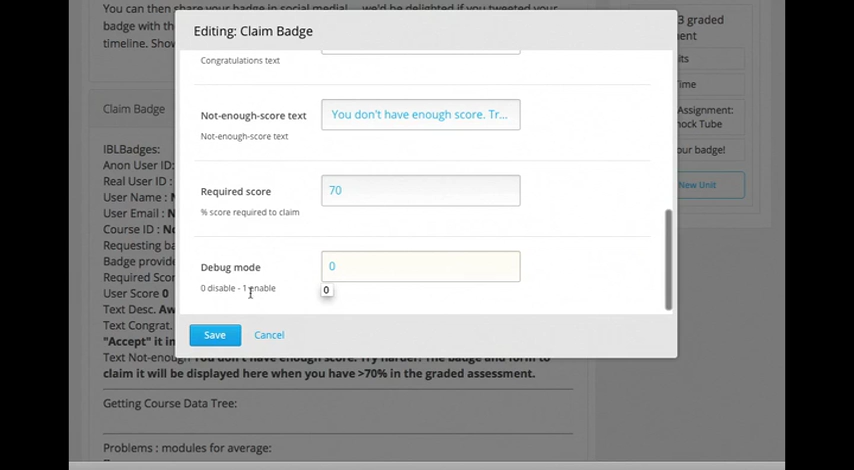 You can then share your badge in social media!... we'd be delighted if you tweeted your
badge with th
timeline. Show
3 graded
Editing: Claim Badge
Congratulations text
Claim Badge
Not-enough-score text
You don't have enough score. Tr...
Not-enough-score text
Assignment:
IBLBadges:
Anon User ID:
Real User ID :
User Name : N
User Email : N
Course ID : No
Requesting ba
Badge provide
Required Scor
User Score 0
Text Desc. Aw
Text Congrat.
"Accept" it in
our badge!
New Unit
Required score
70
% score required to claim
Debug mode
0
0 disable - 1 enable
0
Save
Cancel
Text Not-enough You don't have enough score. Try harder! The badge and form to
claim it will be displayed here when you have >70% in the graded assessment.
Getting Course Data Tree:
Problems : modules for average: